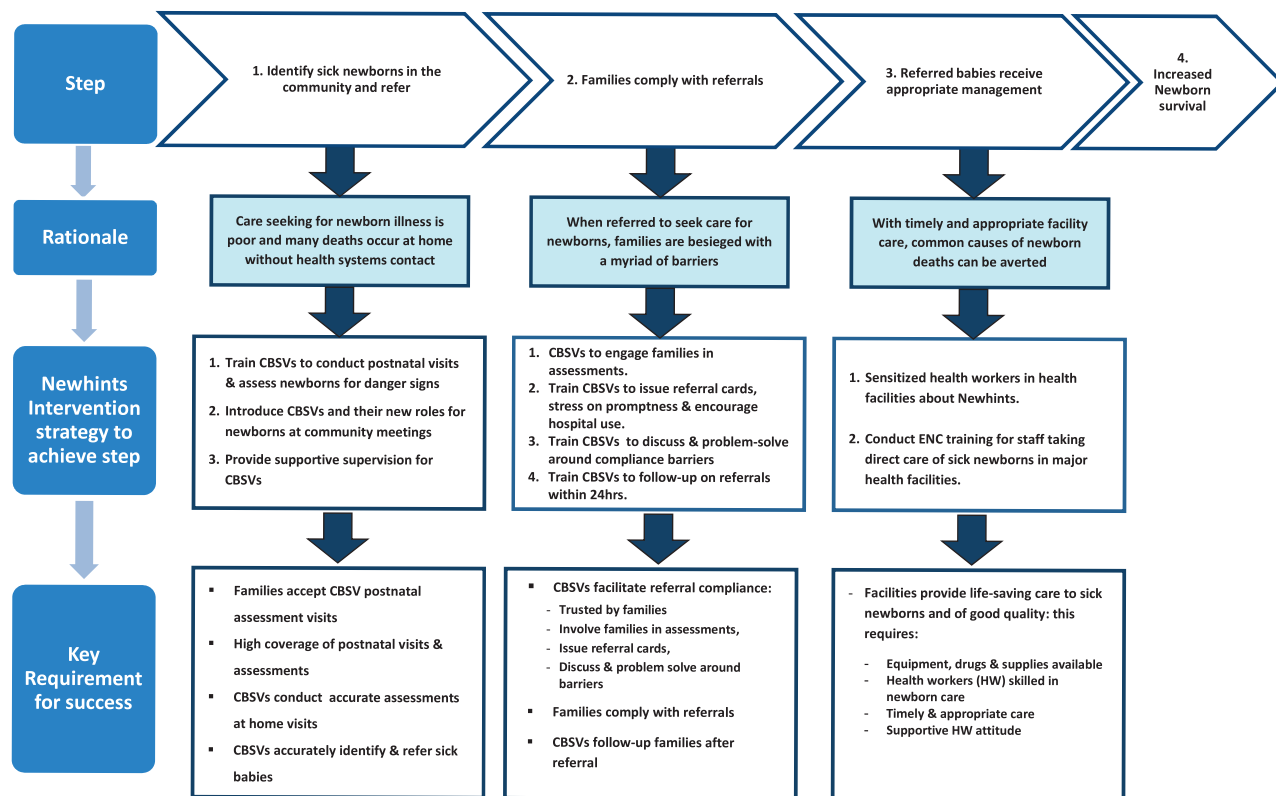 Step
1. Identify sick newborns in the
community and refer
2. Families comply with referrals
3. Referred babies receive
appropriate management
4.
Increased
Newborn
survival
Rationale
Care seeking for newborn illness is
poor and many deaths occur at home
without health systems contact
When referred to seek care for
newborns, families are besieged with
a myriad of barriers
With timely and appropriate facility
care, common causes of newborn
deaths can be averted
Newhints
Intervention
strategy to
achieve step
1. Train CBSVs to conduct postnatal visits
& assess newborns for danger signs
2. Introduce CBSVs and their new roles for
newborns at community meetings
3. Provide supportive supervision for
CBSVs
1. CBSVs to engage families in
assessments.
2. Train CBSVs to issue referral cards,
stress on promptness & encourage
hospital use.
3. Train CBSVs to discuss & problem-solve
around compliance barriers
4. Train CBSVs to follow-up on referrals
within 24hrs.
1. Sensitized health workers in health
facilities about Newhints.
2. Conduct ENC training for staff taking
direct care of sick newborns in major
health facilities.
Key
Requirement
for success
▪ Families accept CBSV postnatal
assessment visits
▪ High coverage of postnatal visits &
assessments
▪ CBSVs conduct accurate assessments
at home visits
▪ CBSVs accurately identify & refer sick
babies
▪ CBSVs facilitate referral compliance:
- Trusted by families
- Involve families in assessments,
- Issue referral cards,
- Discuss & problem solve around
barriers
▪ Families comply with referrals
▪ CBSVs follow-up families after
referral
- Facilities provide life-saving care to sick
newborns and of good quality: this
requires:
- Equipment, drugs & supplies available
- Health workers (HW) skilled in
newborn care
- Timely & appropriate care
- Supportive HW attitude